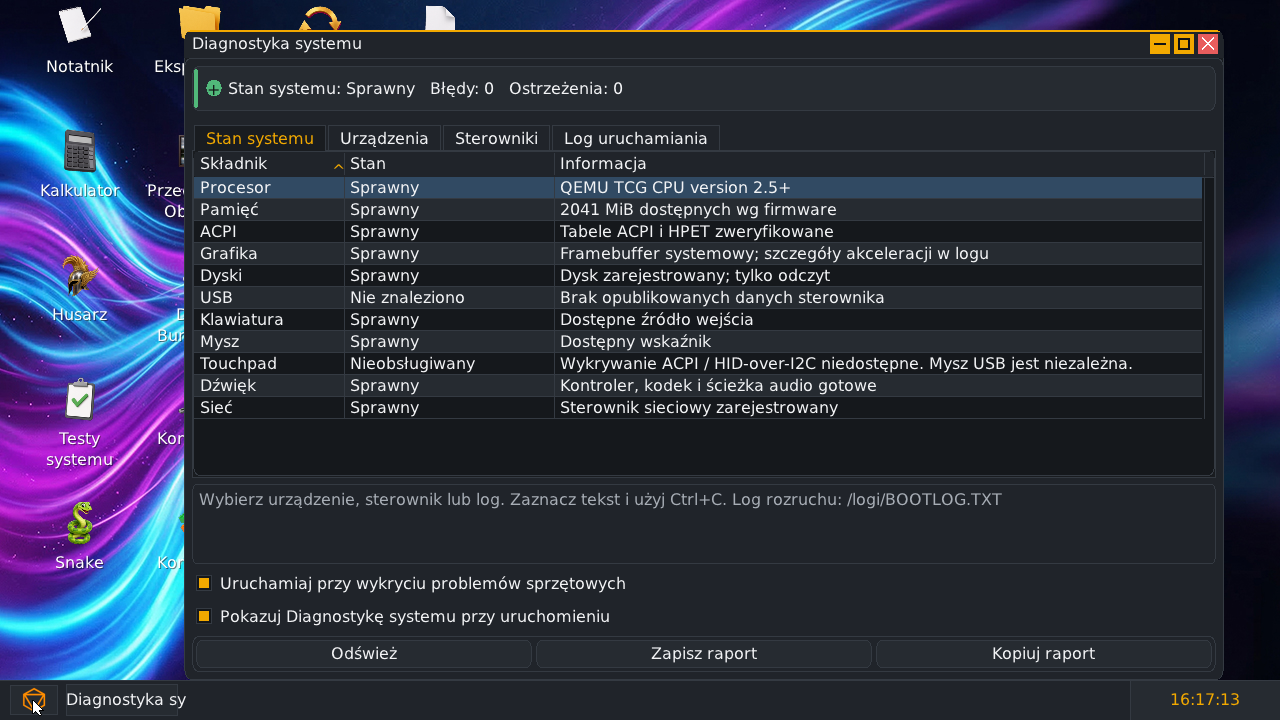 Notatnik
Diagnostyka systemu
Stan systemu: Sprawny Błędy: 0 Ostrzeżenia: 0
Stan systemu Urządzenia Sterowniki Log uruchamiania
Składnik Stan Informacja
Procesor Sprawny QEMU TCG CPU version 2.5+
Pamięć Sprawny 2041 MiB dostępnych wg firmware
ACPI Sprawny Tabele ACPI i HPET zweryfikowane
Grafika Sprawny Framebuffer systemowy; szczegóły akceleracji w logu
Dyski Sprawny Dysk zarejestrowany; tylko odczyt
USB Nie znaleziono Brak opublikowanych danych sterownika
Klawiatura Sprawny Dostępne źródło wejścia
Mysz Sprawny Dostępny wskaźnik
Touchpad Nieobsługiwany Wykrywanie ACPI / HID-over-I2C niedostępne. Mysz USB jest niezależna.
Dźwięk Sprawny Kontroler, kodek i ścieżka audio gotowe
Sieć Sprawny Sterownik sieciowy zarejestrowany
Wybierz urządzenie, sterownik lub log. Zaznacz tekst i użyj Ctrl+C. Log rozruchu: /logi/BOOTLOG.TXT
Uruchamiaj przy wykryciu problemów sprzętowych
Pokazuj Diagnostykę systemu przy uruchomieniu
Odśwież Zapisz raport Kopiuj raport
Kalkulator
Husarz
Testy
systemu
Snake
Diagnostyka sy
16:17:13